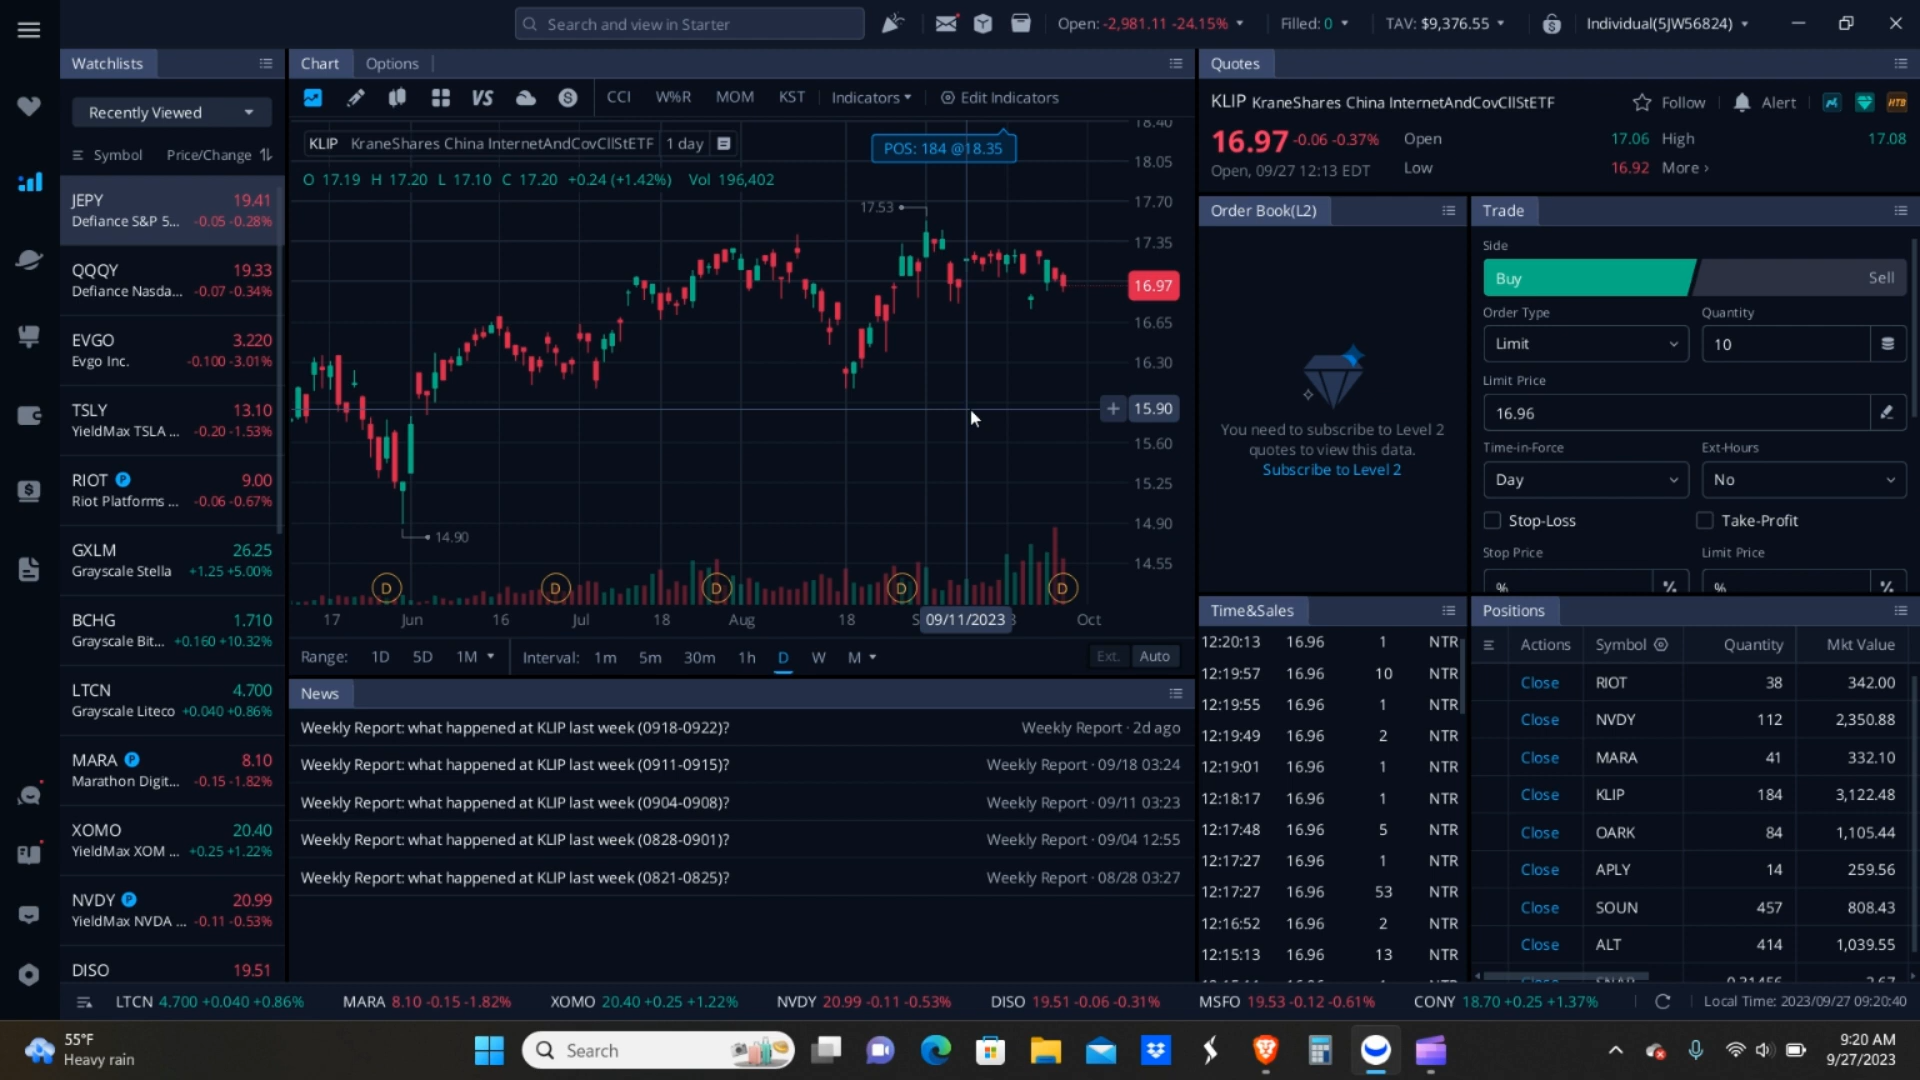 Search and view in Starter
Open: -2,981.11 -24.15%
Filled: 0
TAV: $9,376.55
Individual(5JW56824)
Watchlists
Recently Viewed
Symbol Price/Change
JEPY 19.41
Defiance S&P 5... -0.05 -0.28%
QQQY 19.33
Defiance Nasda... -0.07 -0.34%
EVGO 3.220
Evgo Inc. -0.100 -3.01%
TSLY 13.10
YieldMax TSLA ... -0.20 -1.53%
RIOT P 9.00
Riot Platforms ... -0.06 -0.67%
GXLM 26.25
Grayscale Stella +1.25 +5.00%
BCHG 1.710
Grayscale Bit... +0.160 +10.32%
LTCN 4.700
Grayscale Liteco +0.040 +0.86%
MARA P 8.10
Marathon Digit... -0.15 -1.82%
XOMO 20.40
YieldMax XOM ... +0.25 +1.22%
NVDY P 20.99
YieldMax NVDA ... -0.11 -0.53%
DISO 19.51
Chart Options
VS S CCI W%R MOM KST Indicators Edit Indicators
KLIP KraneShares China InternetAndCovCllStETF 1 day
POS: 184 @18.35
O 17.19 H 17.20 L 17.10 C 17.20 +0.24 (+1.42%) Vol 196,402
18.40
18.05
17.70
17.53
17.35
16.97
16.65
16.30
15.90
15.60
15.25
14.90
14.90
14.55
D D D D D
17 Jun 16 Jul 18 Aug 18 S 09/11/2023 Oct
Range: 1D 5D 1M Interval: 1m 5m 30m 1h D W M Ext. Auto
News
Weekly Report: what happened at KLIP last week (0918-0922)? Weekly Report · 2d ago
Weekly Report: what happened at KLIP last week (0911-0915)? Weekly Report · 09/18 03:24
Weekly Report: what happened at KLIP last week (0904-0908)? Weekly Report · 09/11 03:23
Weekly Report: what happened at KLIP last week (0828-0901)? Weekly Report · 09/04 12:55
Weekly Report: what happened at KLIP last week (0821-0825)? Weekly Report · 08/28 03:27
Quotes
KLIP KraneShares China InternetAndCovCllStETF Follow Alert HTB
16.97 -0.06 -0.37% Open 17.06 High 17.08
Open, 09/27 12:13 EDT Low 16.92 More ›
Order Book(L2)
You need to subscribe to Level 2
quotes to view this data.
Subscribe to Level 2
Trade
Side
Buy Sell
Order Type Quantity
Limit 10
Limit Price
16.96
Time-in-Force Ext-Hours
Day No
Stop-Loss Take-Profit
Stop Price Limit Price
% % % %
Time&Sales
12:20:13 16.96 1 NTR
12:19:57 16.96 10 NTR
12:19:55 16.96 1 NTR
12:19:49 16.96 2 NTR
12:19:01 16.96 1 NTR
12:18:17 16.96 1 NTR
12:17:48 16.96 5 NTR
12:17:27 16.96 1 NTR
12:17:27 16.96 53 NTR
12:16:52 16.96 2 NTR
12:15:13 16.96 13 NTR
Positions
Actions Symbol Quantity Mkt Value
Close RIOT 38 342.00
Close NVDY 112 2,350.88
Close MARA 41 332.10
Close KLIP 184 3,122.48
Close OARK 84 1,105.44
Close APLY 14 259.56
Close SOUN 457 808.43
Close ALT 414 1,039.55
LTCN 4.700 +0.040 +0.86% MARA 8.10 -0.15 -1.82% XOMO 20.40 +0.25 +1.22% NVDY 20.99 -0.11 -0.53% DISO 19.51 -0.06 -0.31% MSFO 19.53 -0.12 -0.61% CONY 18.70 +0.25 +1.37% Local Time: 2023/09/27 09:20:40
55°F
Heavy rain
Search
9:20 AM
9/27/2023